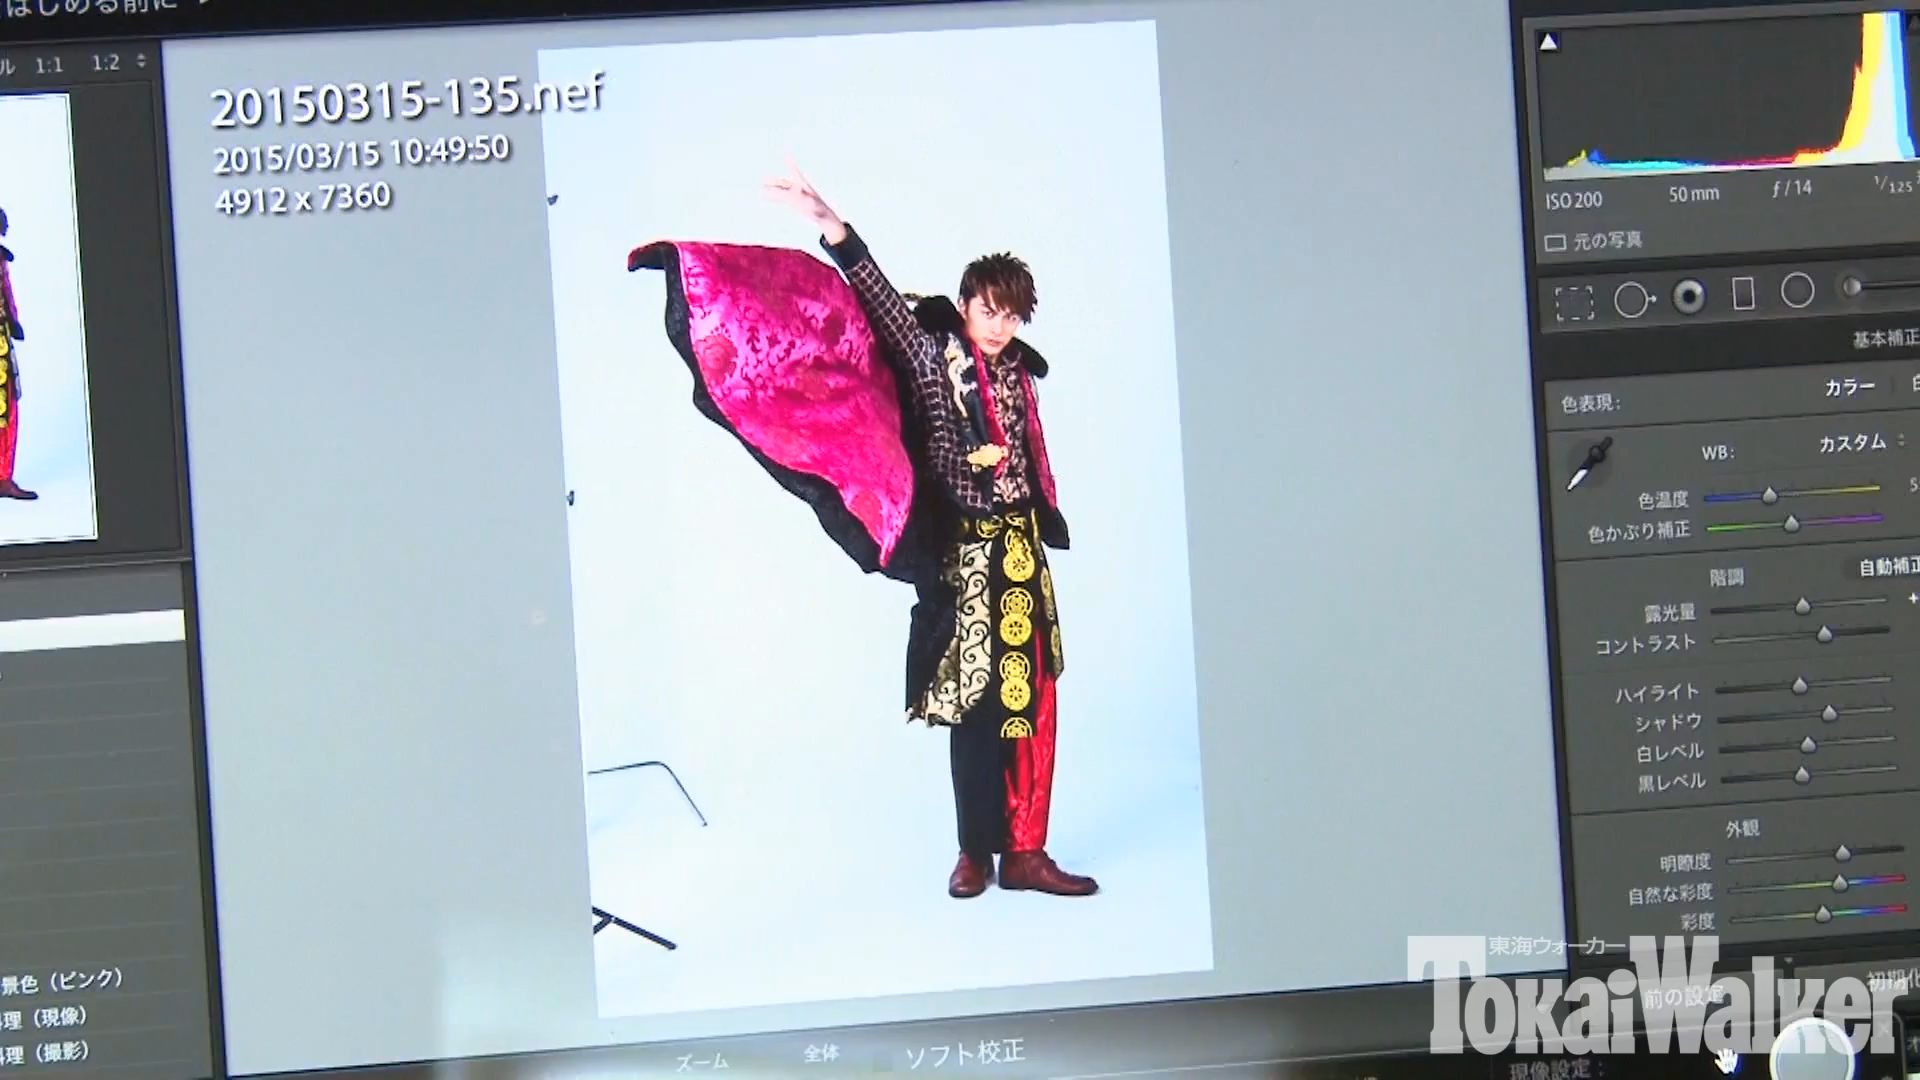 はじめる前に
ル 1:1 1:2
20150315-135.nef
2015/03/15 10:49:50
4912 x 7360
ISO 200 50 mm f / 14 1/125
元の写真
基本補正
色表現: カラー
WB: カスタム
色温度
色かぶり補正
階調 自動補正
露光量
コントラスト
ハイライト
シャドウ
白レベル
黒レベル
外観
明瞭度
自然な彩度
彩度
景色（ピンク）
理（現像）
理（撮影）
ズーム 全体 ソフト校正
前の設定 初期化
現像設定:
東海ウォーカー
TokaiWalker